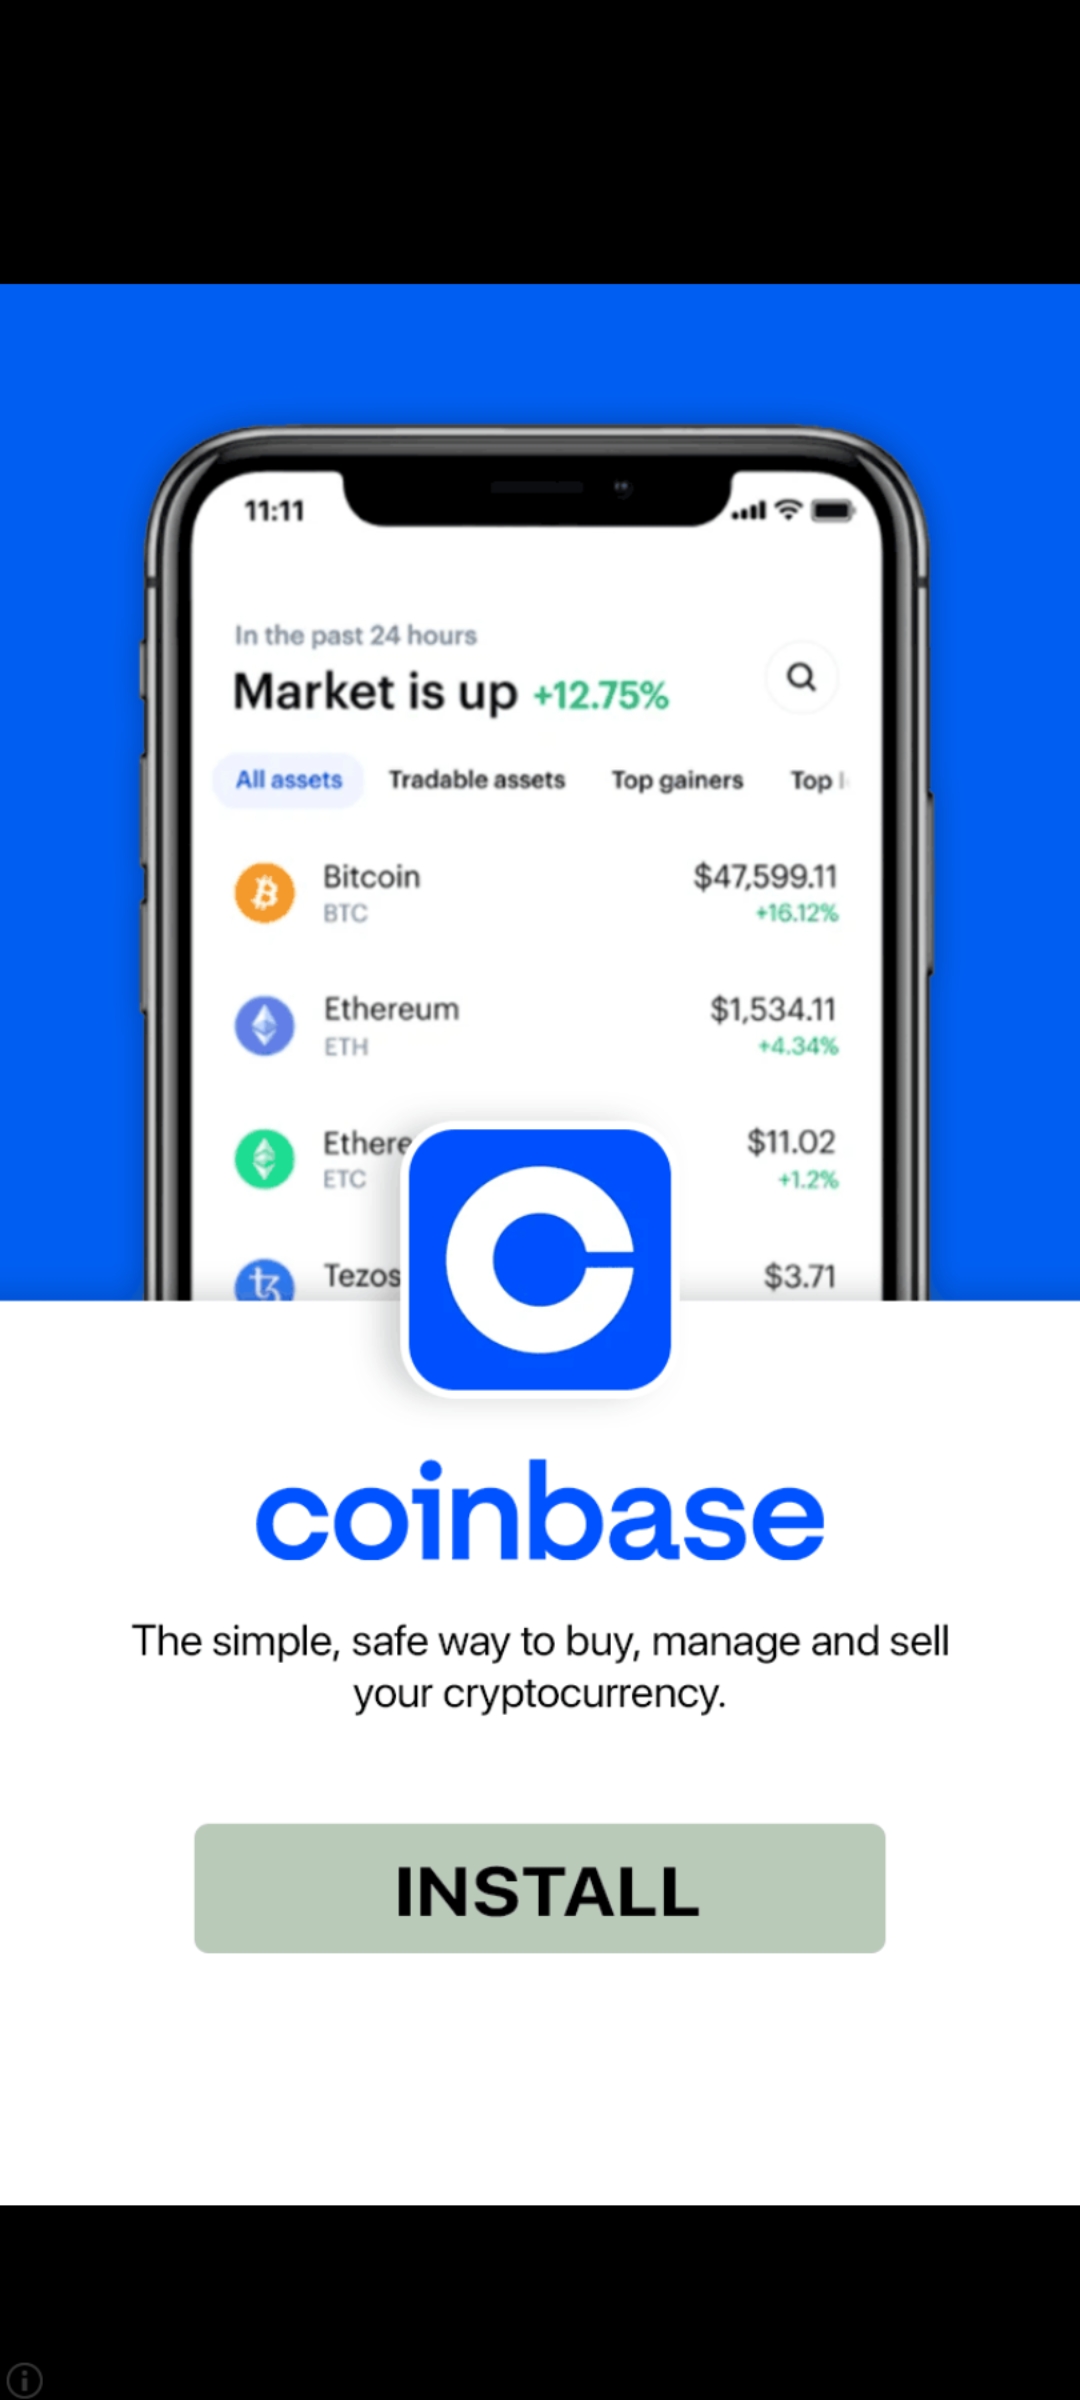 11:11
In the past 24 hours
Market is up +12.75%
All assets Tradable assets Top gainers Top
Bitcoin $47,599.11
BTC +16.12%
Ethereum $1,534.11
ETH +4.34%
Ethere $11.02
ETC +1.2%
Tezos $3.71
coinbase
The simple, safe way to buy, manage and sell
your cryptocurrency.
INSTALL